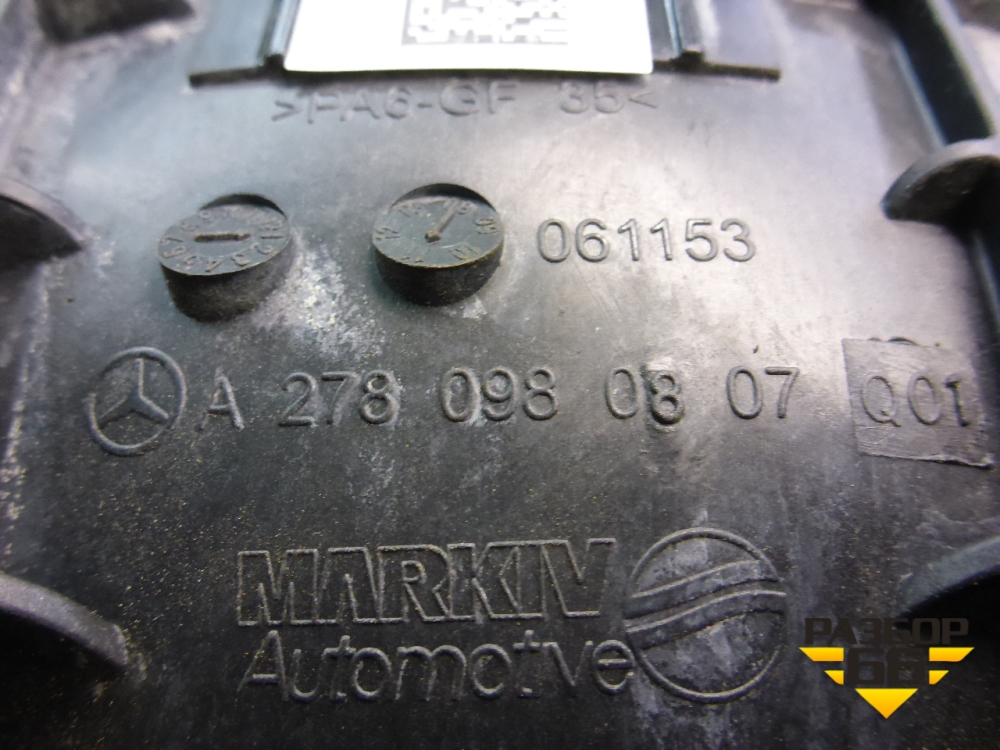 >PA6-GF 35<
061153
A 278 098 08 07 Q01
MARKIV
Automotive
РАЗБОР
66